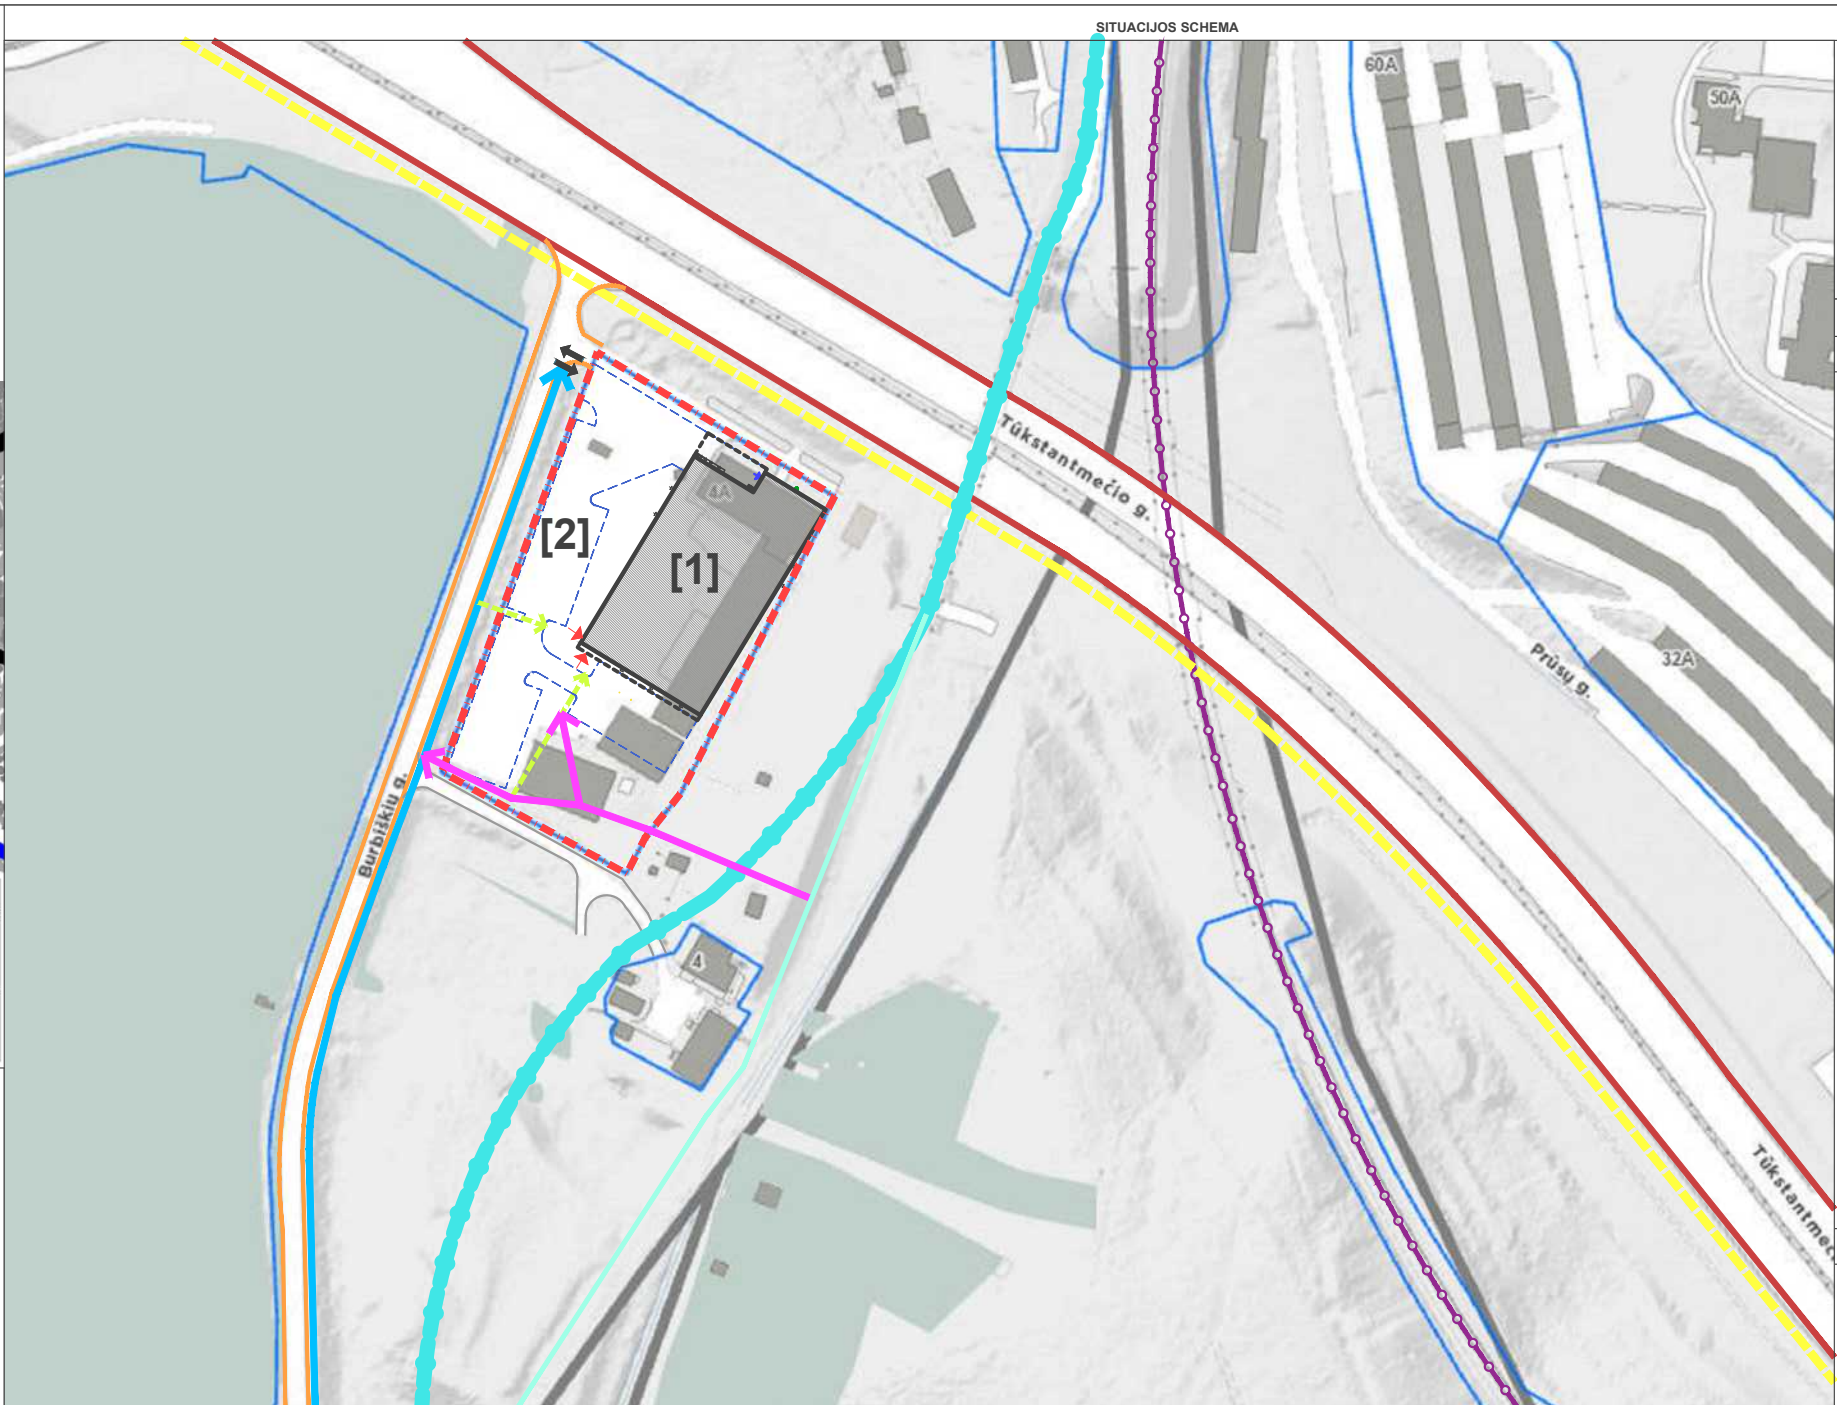 SITUACIJOS SCHEMA
60A
50A
Tūkstantmečio g.
4A
[2]
[1]
Prūsų g.
32A
Burbiškių g.
4
Tūkstantmeč